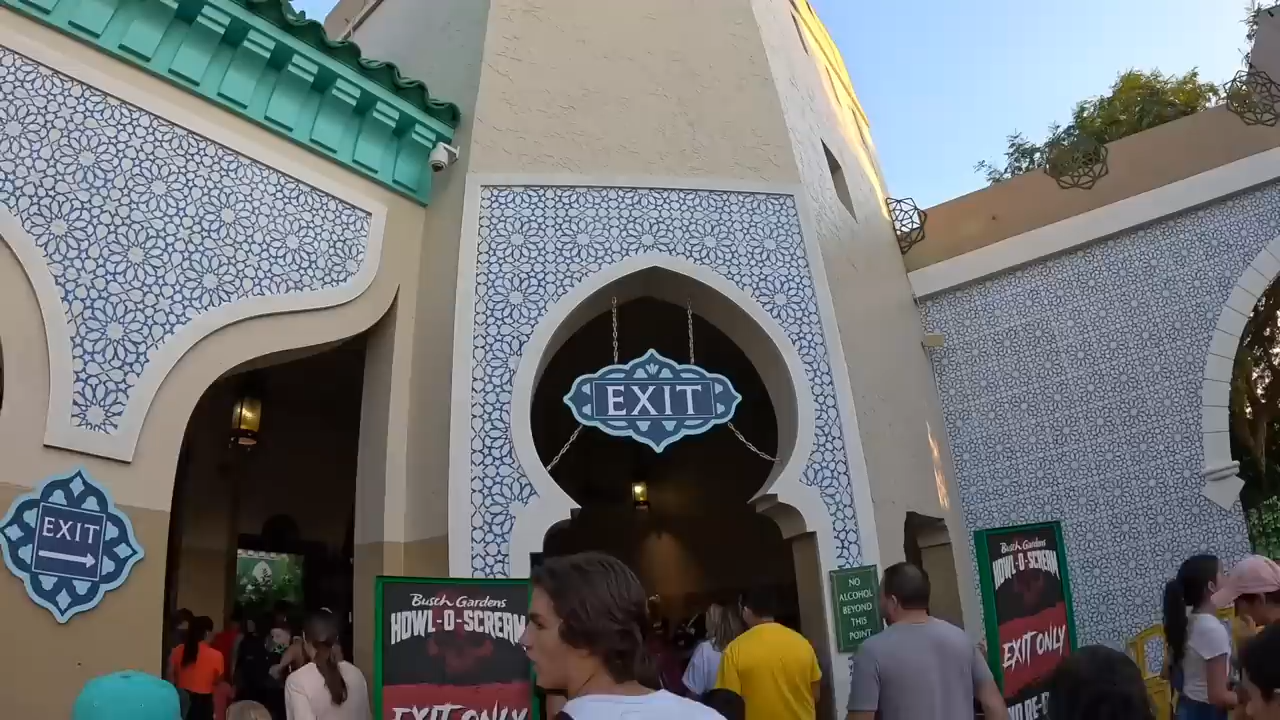 EXIT
EXIT
Busch Gardens
HOWL-O-SCREAM
EXIT ONLY
NO
ALCOHOL
BEYOND
THIS
POINT
Busch Gardens
HOWL-O-SCREAM
EXIT ONLY